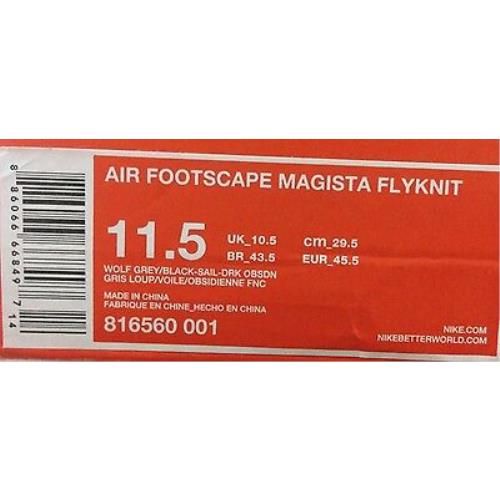 AIR FOOTSCAPE MAGISTA FLYKNIT
11.5 UK_10.5 cm_29.5
BR_43.5 EUR_45.5
WOLF GREY/BLACK-SAIL-DRK OBSDN
GRIS LOUP/VOILE/OBSIDIENNE FNC
MADE IN CHINA
FABRIQUE EN CHINE_HECHO EN CHINA
816560 001
NIKE.COM
NIKEBETTERWORLD.COM
8 86066 66849 714